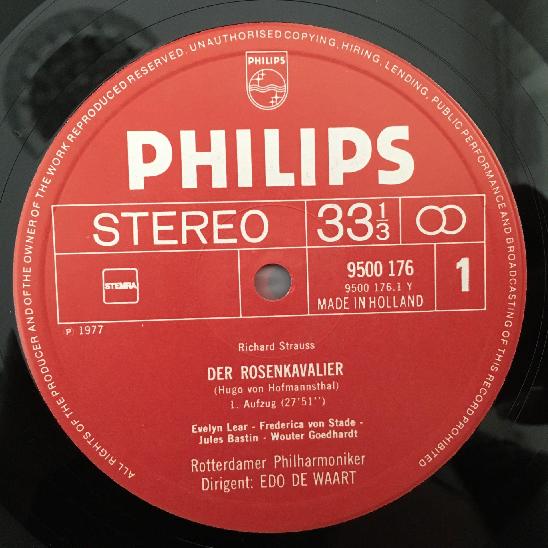 ALL RIGHTS OF THE PRODUCER AND OF THE OWNER OF THE WORK REPRODUCED RESERVED. UNAUTHORISED COPYING, HIRING, LENDING, PUBLIC PERFORMANCE AND BROADCASTING OF THIS RECORD PROHIBITED
PHILIPS
PHILIPS
STEREO 33 1/3
STEMRA
9500 176 1
9500 176.1 Y
MADE IN HOLLAND
P 1977
Richard Strauss
DER ROSENKAVALIER
(Hugo von Hofmannsthal)
1. Aufzug (27'51'')
Evelyn Lear - Frederica von Stade -
Jules Bastin - Wouter Goedhardt
Rotterdamer Philharmoniker
Dirigent: EDO DE WAART